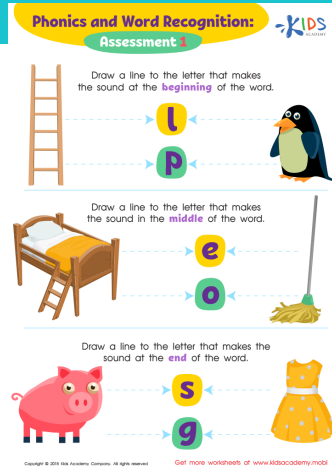 Phonics and Word Recognition:
Assessment 1
KIDS
ACADEMY
Draw a line to the letter that makes
the sound at the beginning of the word.
l
p
Draw a line to the letter that makes
the sound in the middle of the word.
e
o
Draw a line to the letter that makes the
sound at the end of the word.
s
g
Copyright © 2018 Kids Academy Company. All rights reserved
Get more worksheets at www.kidsacademy.mobi